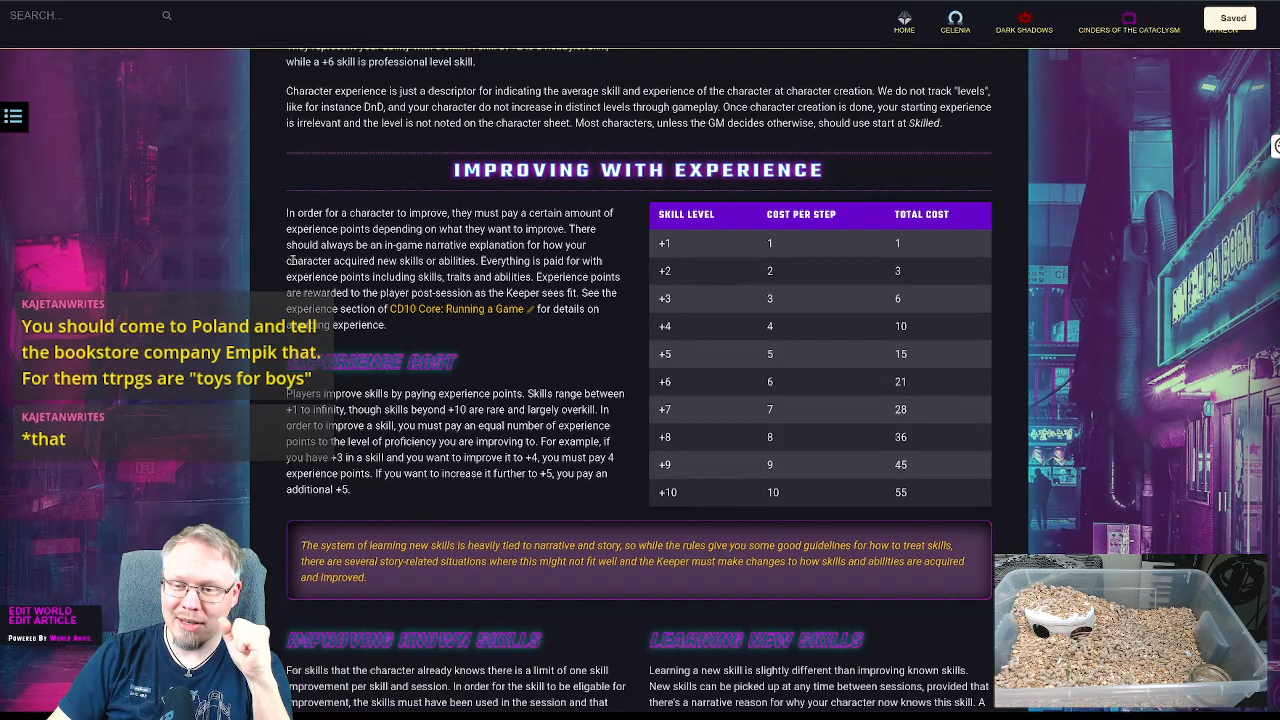 SEARCH...
HOME
CELENIA
DARK SHADOWS
CINDERS OF THE CATACLYSM
PATREON
Saved
while a +6 skill is professional level skill.
Character experience is just a descriptor for indicating the average skill and experience of the character at character creation. We do not track "levels",
like for instance DnD, and your character do not increase in distinct levels through gameplay. Once character creation is done, your starting experience
is irrelevant and the level is not noted on the character sheet. Most characters, unless the GM decides otherwise, should use start at Skilled.
IMPROVING WITH EXPERIENCE
In order for a character to improve, they must pay a certain amount of
experience points depending on what they want to improve. There
should always be an in-game narrative explanation for how your
character acquired new skills or abilities. Everything is paid for with
experience points including skills, traits and abilities. Experience points
are to the player post-session as the Keeper sees fit. See the
experience section of CD10 Core: Running a Game for details on
experience.
SKILL LEVEL COST PER STEP TOTAL COST
+1 1 1
+2 2 3
+3 3 6
+4 4 10
+5 5 15
+6 6 21
+7 7 28
+8 8 36
+9 9 45
+10 10 55
KAJETANWRITES
You should come to Poland and tell
the bookstore company Empik that.
For them ttrpgs are "toys for boys"
KAJETANWRITES
*that
Players improve skills by paying experience points. Skills range between
+1 to infinity, though skills beyond +10 are rare and largely overkill. In
order to improve a skill, you must pay an equal number of experience
points to the level of proficiency you are improving to. For example, if
you have +3 in a skill and you want to improve it to +4, you must pay 4
experience points. If you want to increase it further to +5, you pay an
additional +5.
The system of learning new skills is heavily tied to narrative and story, so while the rules give you some good guidelines for how to treat skills,
there are several story-related situations where this might not fit well and the Keeper must make changes to how skills and abilities are acquired
and improved.
IMPROVING KNOWN SKILLS
For skills that the character already knows there is a limit of one skill
improvement per skill and session. In order for the skill to be eligible for
improvement, the skills must have been used in the session and that
LEARNING NEW SKILLS
Learning a new skill is slightly different than improving known skills.
New skills can be picked up at any time between sessions, provided that
there's a narrative reason for why your character now knows this skill. A
EDIT WORLD
EDIT ARTICLE
POWERED BY WORLD ANVIL